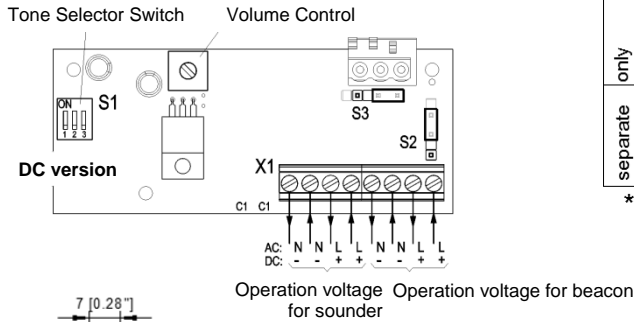 Tone Selector Switch Volume Control
ON
S1
1 2 3
S3
S2
DC version
X1
C1 C1
AC: N N L L N N L L
DC: - - + + - - + +
Operation voltage for sounder
Operation voltage for beacon
7 [0.28"]
only
separate
*